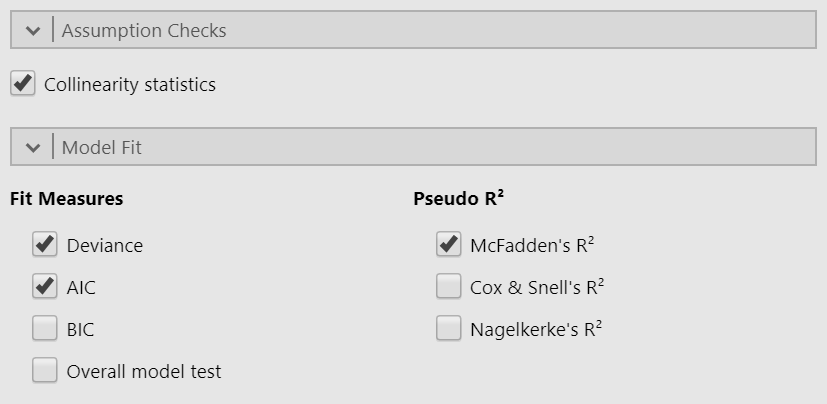 Assumption Checks
Collinearity statistics
Model Fit
Fit Measures
Pseudo R²
Deviance
McFadden's R²
AIC
Cox & Snell's R²
BIC
Nagelkerke's R²
Overall model test